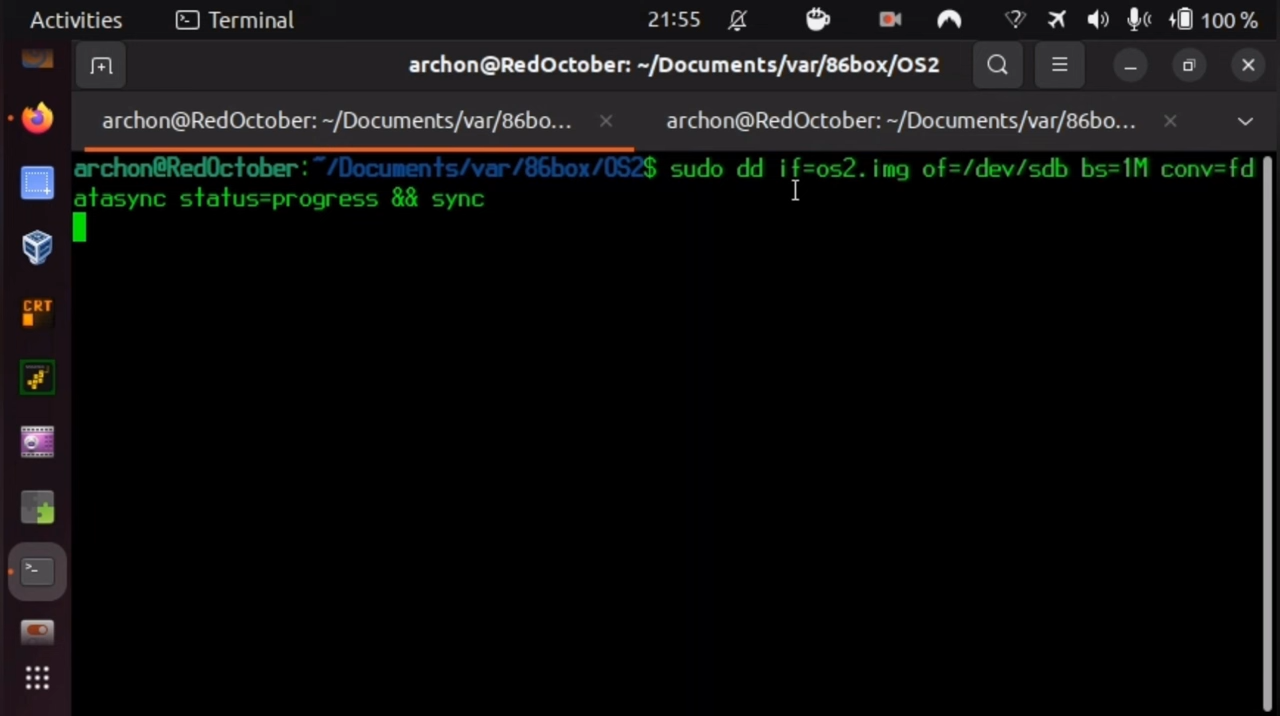 Activities
Terminal
21:55
100 %
archon@RedOctober: ~/Documents/var/86box/OS2
archon@RedOctober: ~/Documents/var/86bo...
archon@RedOctober: ~/Documents/var/86bo...
archon@RedOctober:~/Documents/var/86box/OS2$ sudo dd if=os2.img of=/dev/sdb bs=1M conv=fd
atasync status=progress && sync
CRT